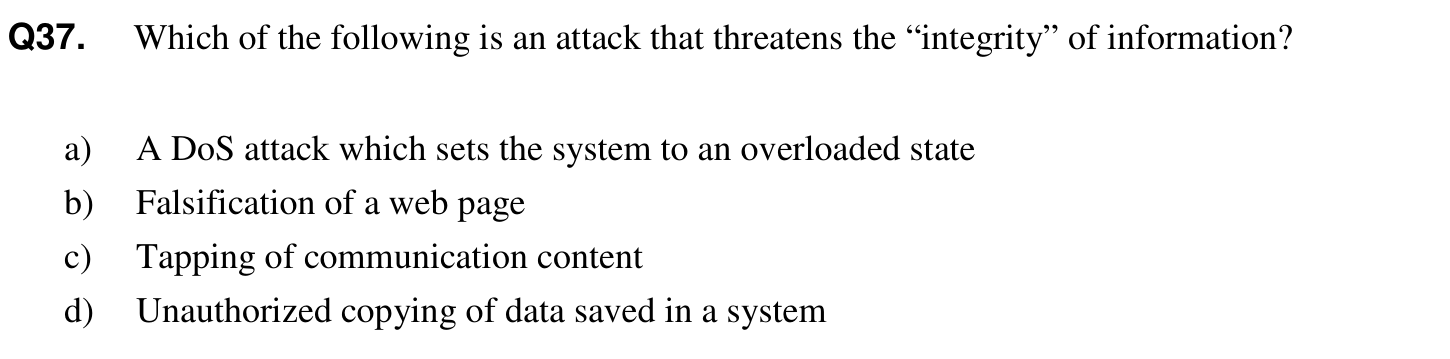 Q37. Which of the following is an attack that threatens the “integrity” of information?
a) A DoS attack which sets the system to an overloaded state
b) Falsification of a web page
c) Tapping of communication content
d) Unauthorized copying of data saved in a system